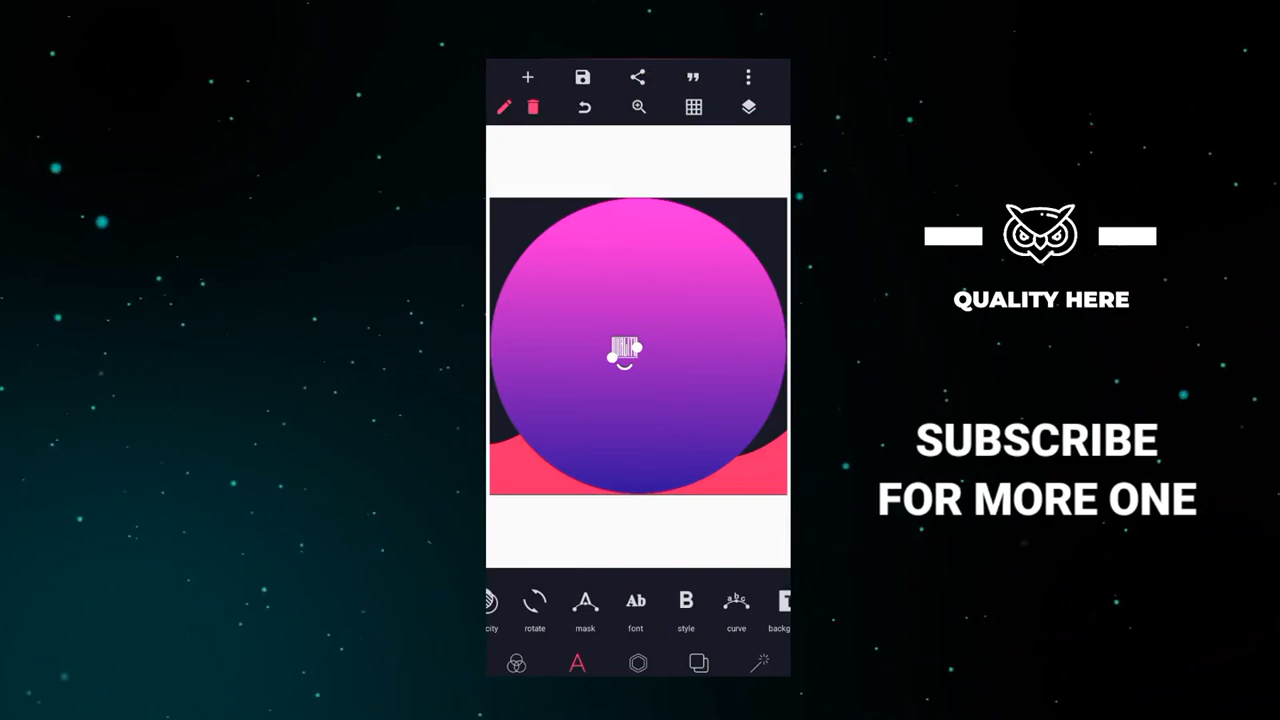 QUALITY HERE
SUBSCRIBE
FOR MORE ONE
city rotate mask font style curve backg